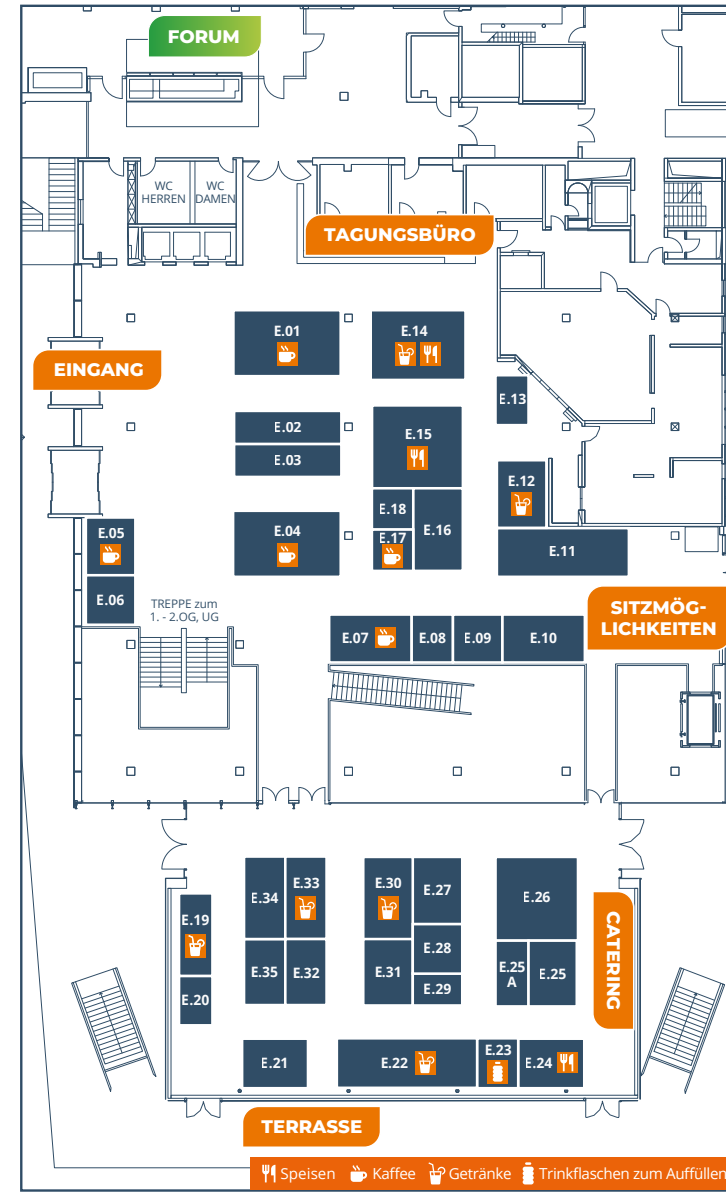 FORUM
WC
HERREN
WC
DAMEN
TAGUNGSBÜRO
E.01
E.14
EINGANG
E.13
E.02
E.15
E.03
E.12
E.18
E.16
E.05
E.04
E.17
E.11
E.06
TREPPE zum
1. - 2.OG, UG
SITZMÖG-
LICHKEITEN
E.07
E.08
E.09
E.10
E.34
E.33
E.30
E.27
E.26
E.19
CATERING
E.28
E.35
E.32
E.31
E.25
A
E.25
E.29
E.20
E.21
E.22
E.23
E.24
TERRASSE
Speisen Kaffee Getränke Trinkflaschen zum Auffüllen